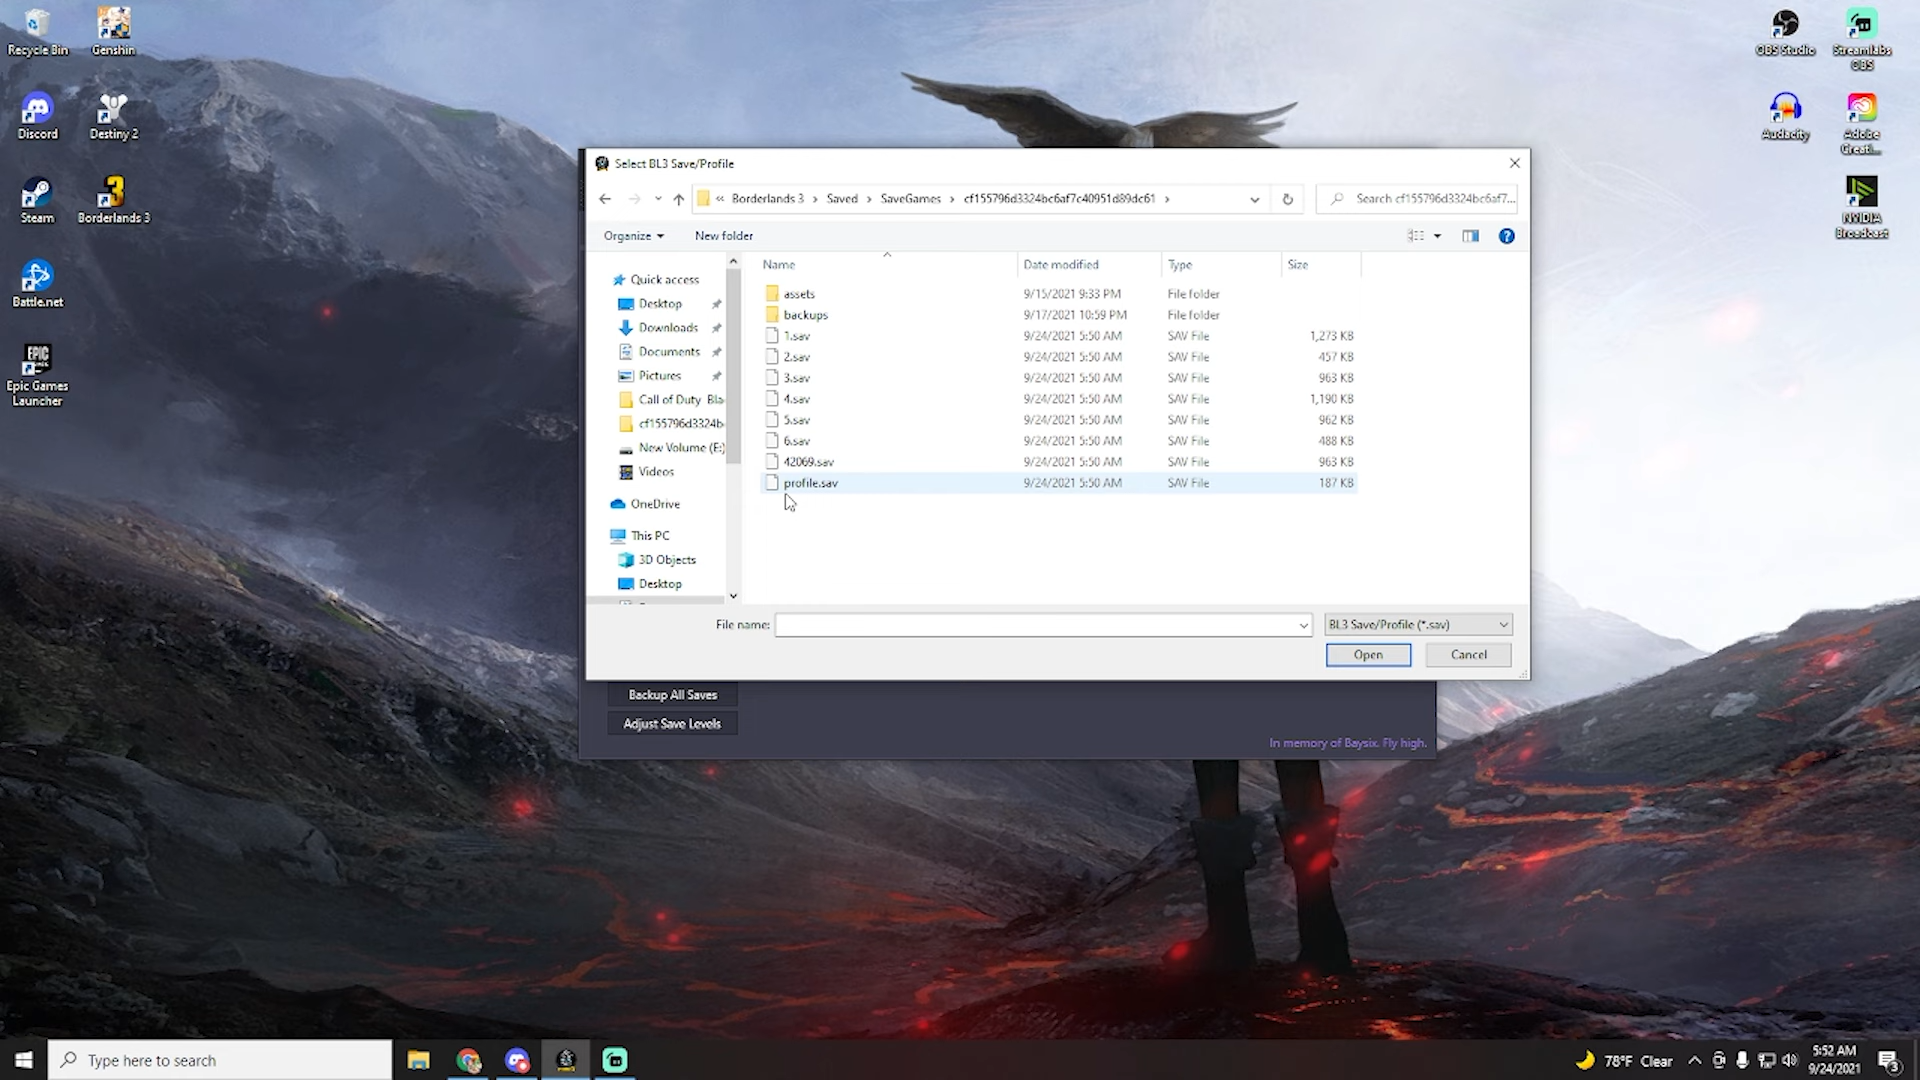 Recycle Bin
Genshin
Discord
Destiny 2
Steam
Borderlands 3
Battle.net
EPIC
GAMES
Epic Games
Launcher
OBS Studio
Streamlabs
OBS
Audacity
Adobe
Creati...
NVIDIA
Broadcast
Select BL3 Save/Profile
« Borderlands 3 > Saved > SaveGames > cf155796d3324bc6af7c40951d89dc61 >
Search cf155796d3324bc6af7...
Organize
New folder
Quick access
Desktop
Downloads
Documents
Pictures
Call of Duty Bla
cf155796d3324b
New Volume (E:)
Videos
OneDrive
This PC
3D Objects
Desktop
Name Date modified Type Size
assets 9/15/2021 9:33 PM File folder
backups 9/17/2021 10:59 PM File folder
1.sav 9/24/2021 5:50 AM SAV File 1,273 KB
2.sav 9/24/2021 5:50 AM SAV File 457 KB
3.sav 9/24/2021 5:50 AM SAV File 963 KB
4.sav 9/24/2021 5:50 AM SAV File 1,190 KB
5.sav 9/24/2021 5:50 AM SAV File 962 KB
6.sav 9/24/2021 5:50 AM SAV File 488 KB
42069.sav 9/24/2021 5:50 AM SAV File 963 KB
profile.sav 9/24/2021 5:50 AM SAV File 187 KB
File name:
BL3 Save/Profile (*.sav)
Open
Cancel
Backup All Saves
Adjust Save Levels
In memory of Baysix. Fly high.
Type here to search
78°F Clear
5:52 AM
9/24/2021
3